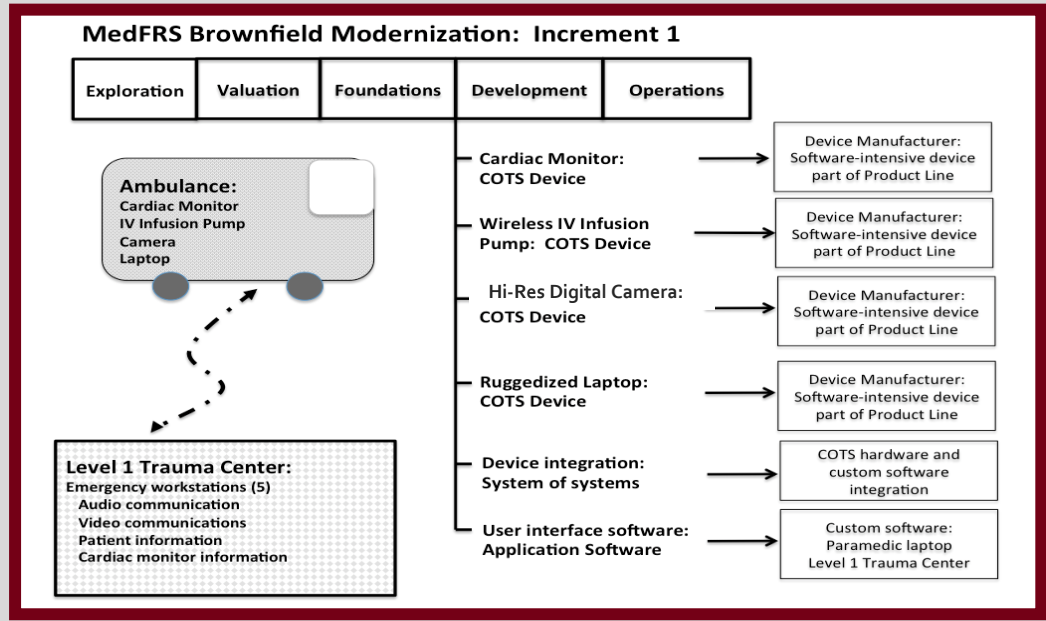 MedFRS Brownfield Modernization: Increment 1
Exploration
Valuation
Foundations
Development
Operations
Ambulance:
Cardiac Monitor
IV Infusion Pump
Camera
Laptop
Level 1 Trauma Center:
Emergency workstations (5)
Audio communication
Video communications
Patient information
Cardiac monitor information
Cardiac Monitor:
COTS Device
Device Manufacturer:
Software-intensive device
part of Product Line
Wireless IV Infusion
Pump: COTS Device
Device Manufacturer:
Software-intensive device
part of Product Line
Hi-Res Digital Camera:
COTS Device
Device Manufacturer:
Software-intensive device
part of Product Line
Ruggedized Laptop:
COTS Device
Device Manufacturer:
Software-intensive device
part of Product Line
Device integration:
System of systems
COTS hardware and
custom software
integration
User interface software:
Application Software
Custom software:
Paramedic laptop
Level 1 Trauma Center